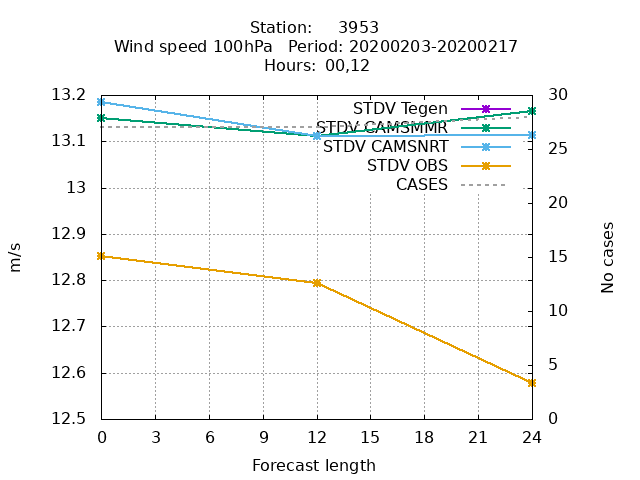 Station:     3953
Wind speed 100hPa   Period: 20200203-20200217
Hours: 00,12
13.2
13.1
13
12.9
12.8
12.7
12.6
12.5
m/s
30
25
20
15
10
5
0
No cases
STDV Tegen
STDV CAMSMMR
STDV CAMSNRT
STDV OBS
CASES
0 3 6 9 12 15 18 21 24
Forecast length